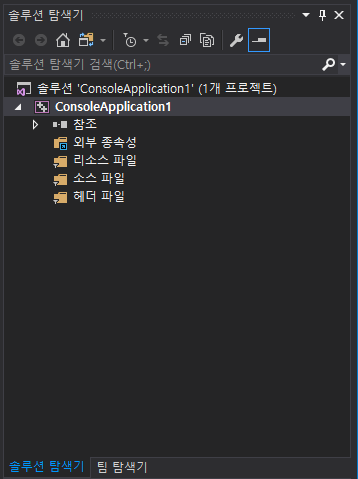 솔루션 탐색기
솔루션 탐색기 검색(Ctrl+;)
솔루션 'ConsoleApplication1' (1개 프로젝트)
ConsoleApplication1
참조
외부 종속성
리소스 파일
소스 파일
헤더 파일
솔루션 탐색기 팀 탐색기